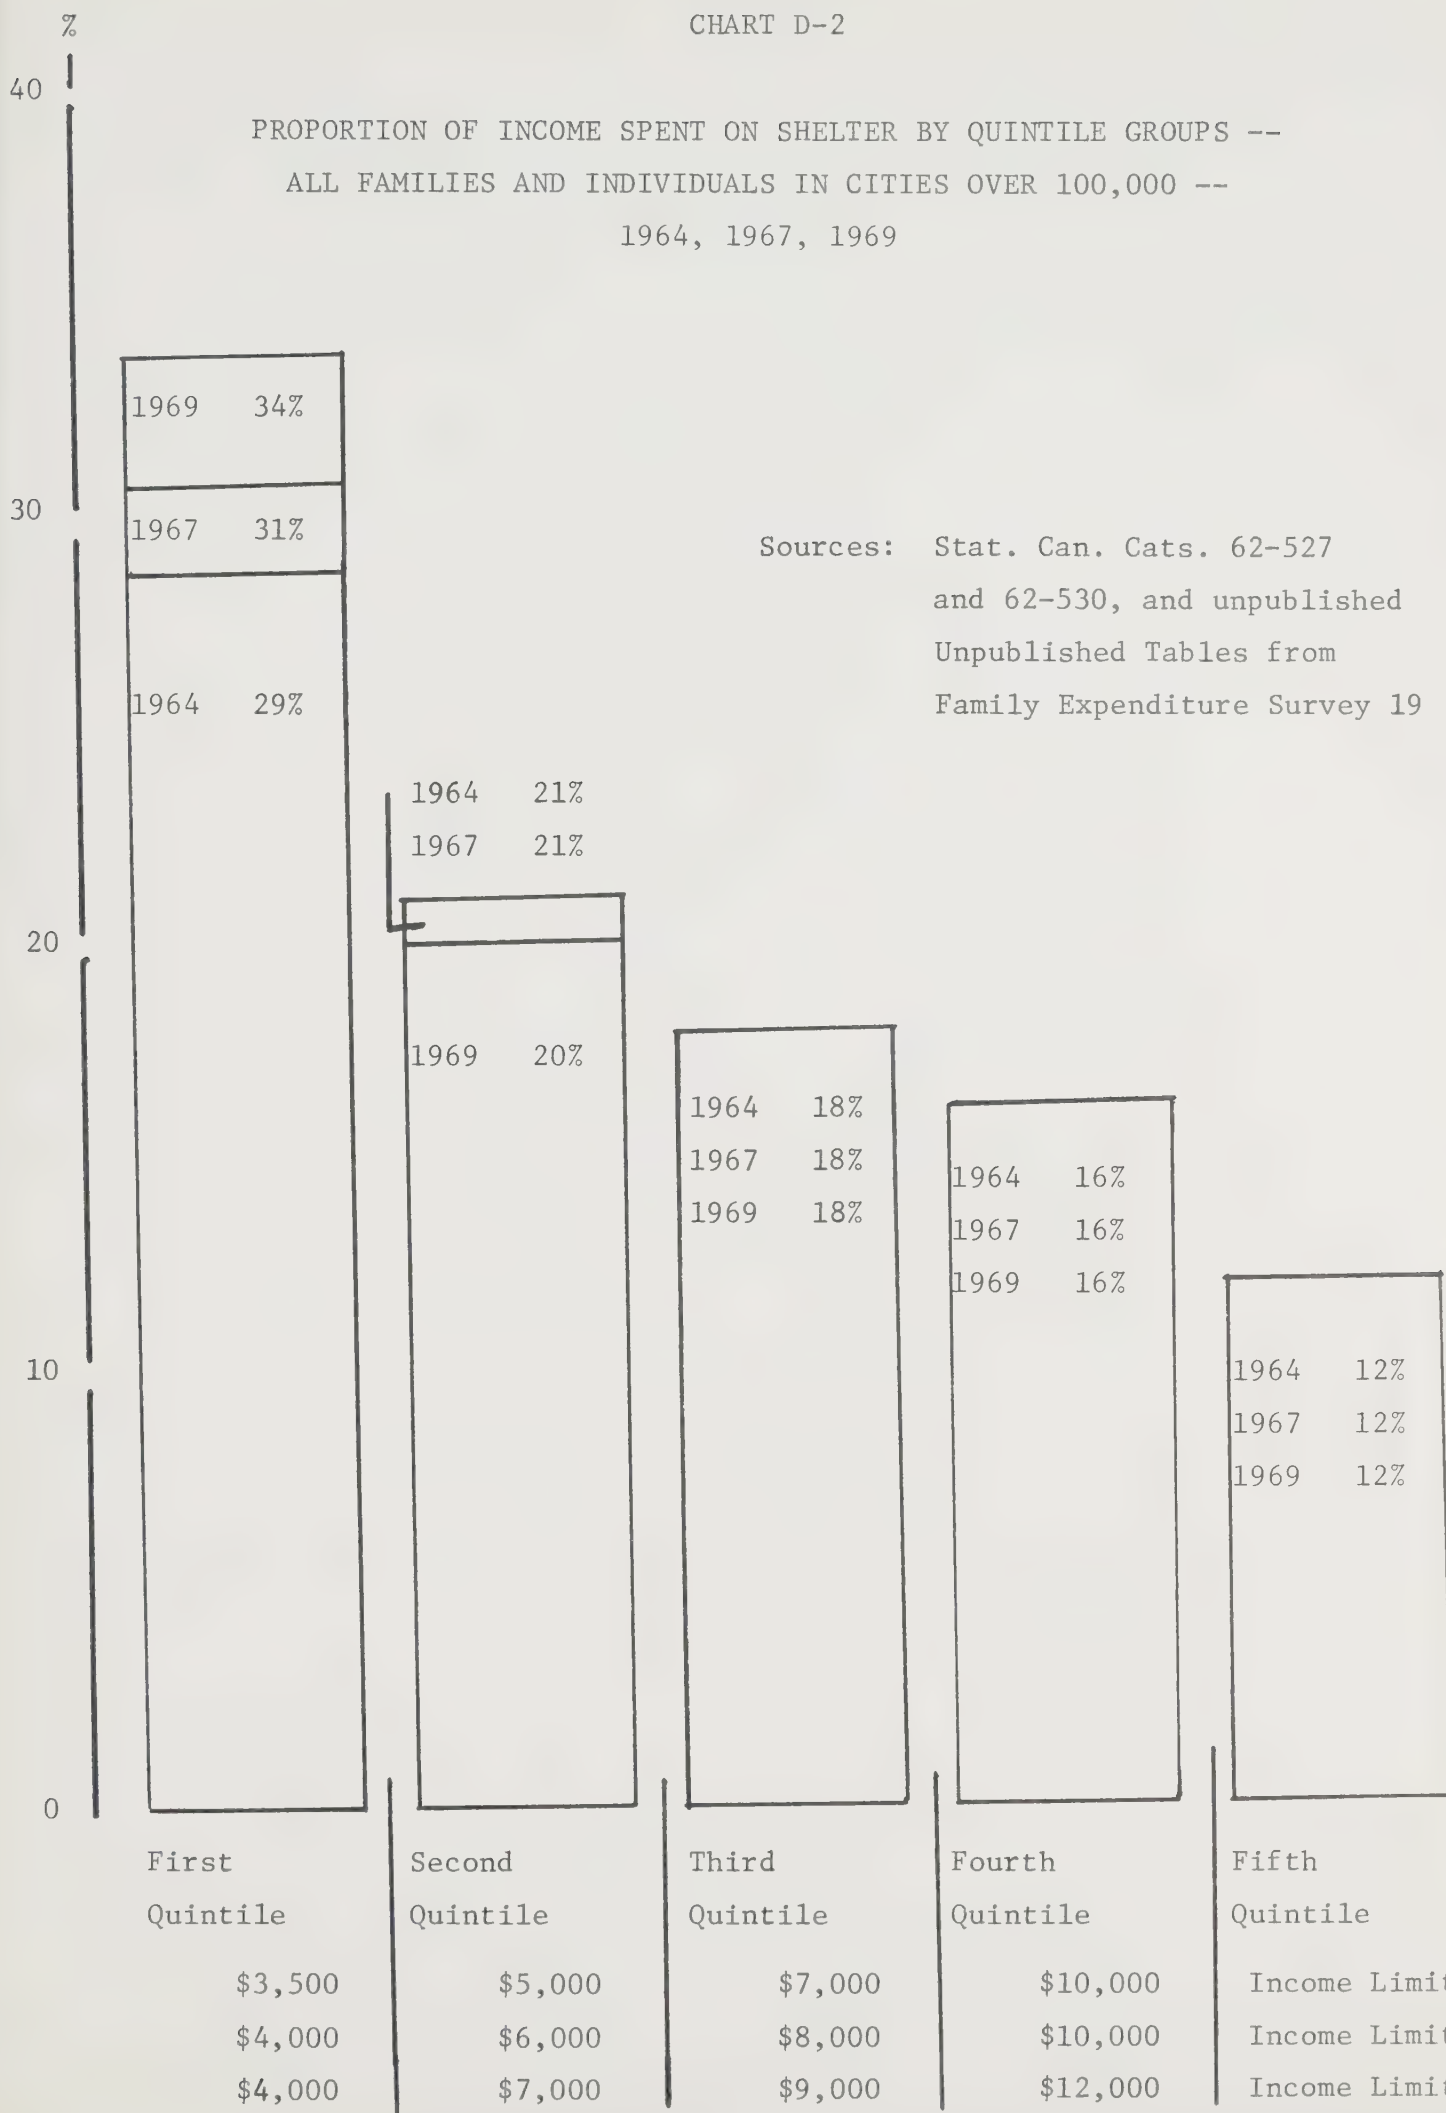 %
CHART D-2
40
PROPORTION OF INCOME SPENT ON SHELTER BY QUINTILE GROUPS --
ALL FAMILIES AND INDIVIDUALS IN CITIES OVER 100,000 --
1964, 1967, 1969
1969 34%
30
1967 31%
Sources: Stat. Can. Cats. 62-527
and 62-530, and unpublished
Unpublished Tables from
Family Expenditure Survey 19
1964 29%
1964 21%
1967 21%
20
1969 20%
1964 18%
1967 18%
1969 18%
1964 16%
1967 16%
1969 16%
10
1964 12%
1967 12%
1969 12%
0
First Second Third Fourth Fifth
Quintile Quintile Quintile Quintile Quintile
$3,500 $5,000 $7,000 $10,000 Income Limit
$4,000 $6,000 $8,000 $10,000 Income Limit
$4,000 $7,000 $9,000 $12,000 Income Limit